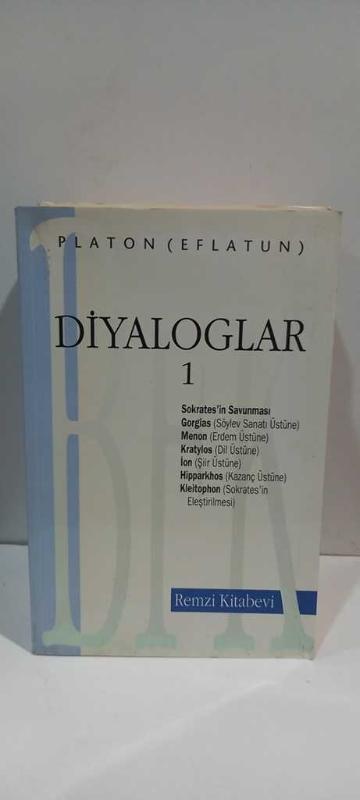 PLATON (EFLATUN)
DİYALOGLAR
1
Sokrates'in Savunması
Gorgias (Söylev Sanatı Üstüne)
Menon (Erdem Üstüne)
Kratylos (Dil Üstüne)
İon (Şiir Üstüne)
Hipparkhos (Kazanç Üstüne)
Kleitophon (Sokrates'in
Eleştirilmesi)
Remzi Kitabevi